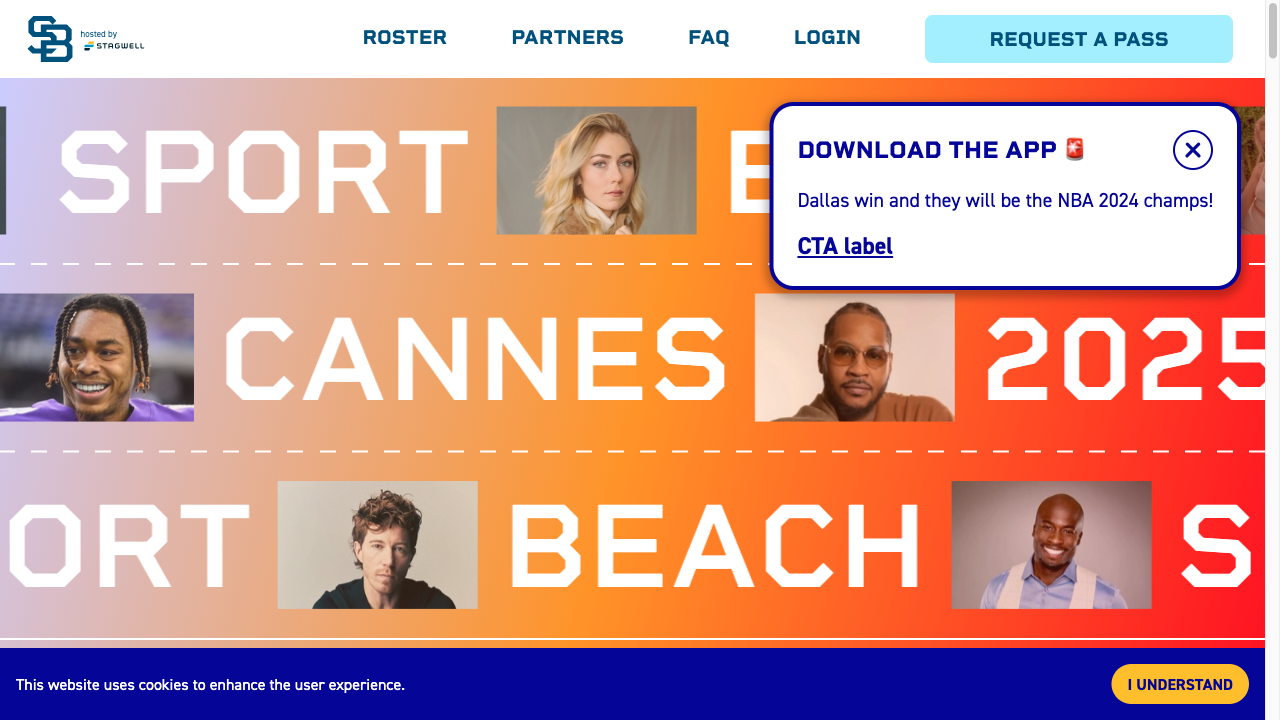 SB hosted by
STAGWELL
ROSTER PARTNERS FAQ LOGIN REQUEST A PASS
SPORT
DOWNLOAD THE APP 🚨
Dallas win and they will be the NBA 2024 champs!
CTA label
CANNES 2025
ORT BEACH S
This website uses cookies to enhance the user experience.
I UNDERSTAND